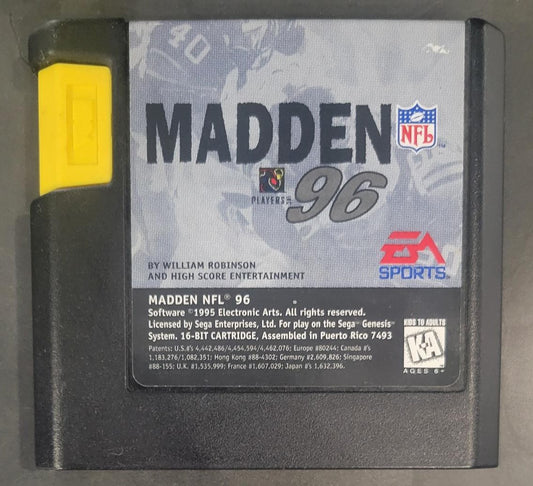 40
MADDEN
NFL
PLAYERS
96
EA
SPORTS
BY WILLIAM ROBINSON
AND HIGH SCORE ENTERTAINMENT
MADDEN NFL® 96
Software ©1995 Electronic Arts. All rights reserved.
Licensed by Sega Enterprises, Ltd. For play on the Sega™ Genesis™
System. 16-BIT CARTRIDGE, Assembled in Puerto Rico 7493
Patents: U.S.#'s 4,442,486/4,454,594/4,462,076; Europe #80244; Canada #'s
1,183,276/1,082,351; Hong Kong #88-4302; Germany #2,609,826; Singapore
#88-155; U.K. #1,535,999; France #1,607,029; Japan #'s 1,632,396.
KIDS TO ADULTS
K-A
AGES 6+